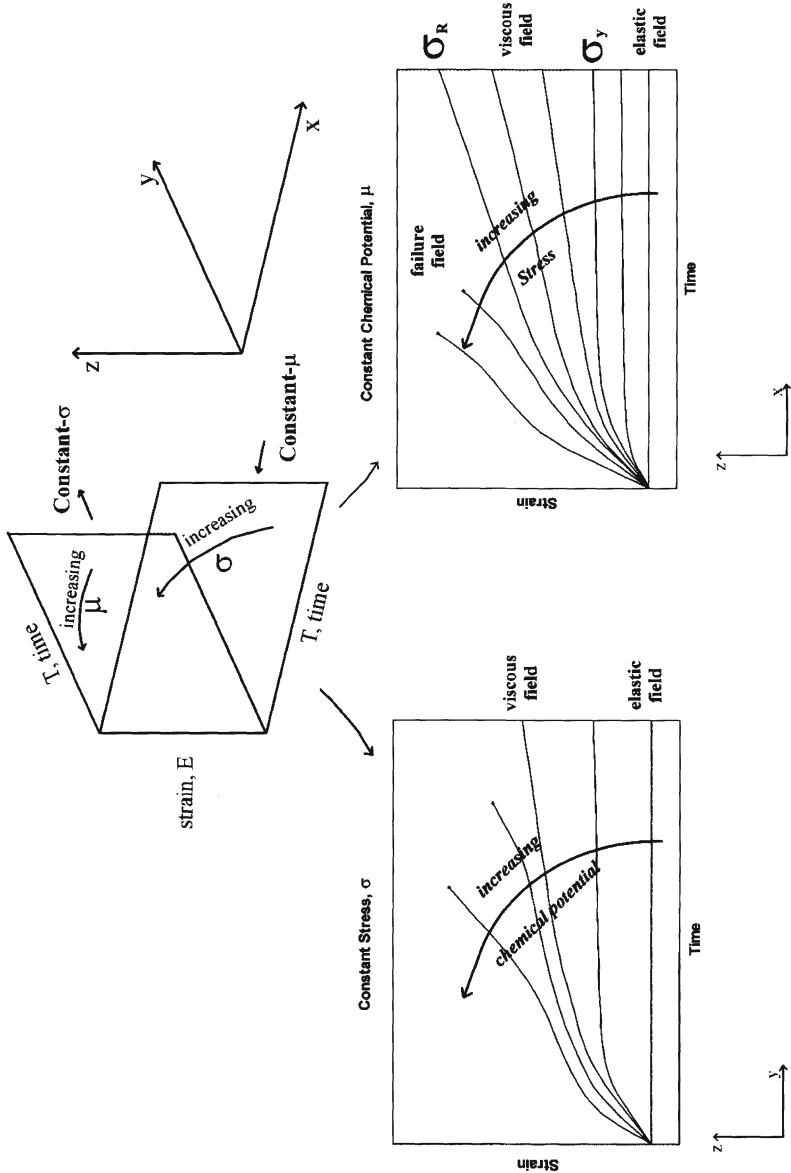 T, time
increasing
μ
Constant-σ
strain, E
increasing
σ
T, time
Constant-μ
z
y
x
Constant Stress, σ
viscous
field
elastic
field
increasing
chemical potential
Strain
Time
z
y
Constant Chemical Potential, μ
σR
viscous
field
σy
elastic
field
failure
field
increasing
Stress
Strain
Time
z
x